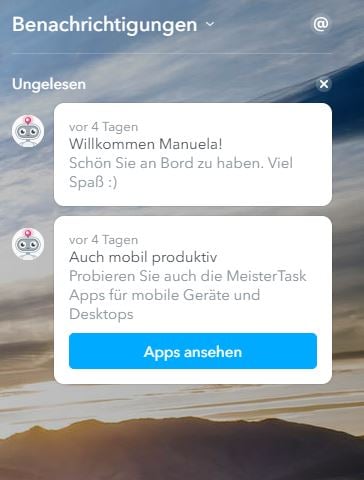 Benachrichtigungen @
Ungelesen
vor 4 Tagen
Willkommen Manuela!
Schön Sie an Bord zu haben. Viel
Spaß :)
vor 4 Tagen
Auch mobil produktiv
Probieren Sie auch die MeisterTask
Apps für mobile Geräte und
Desktops
Apps ansehen